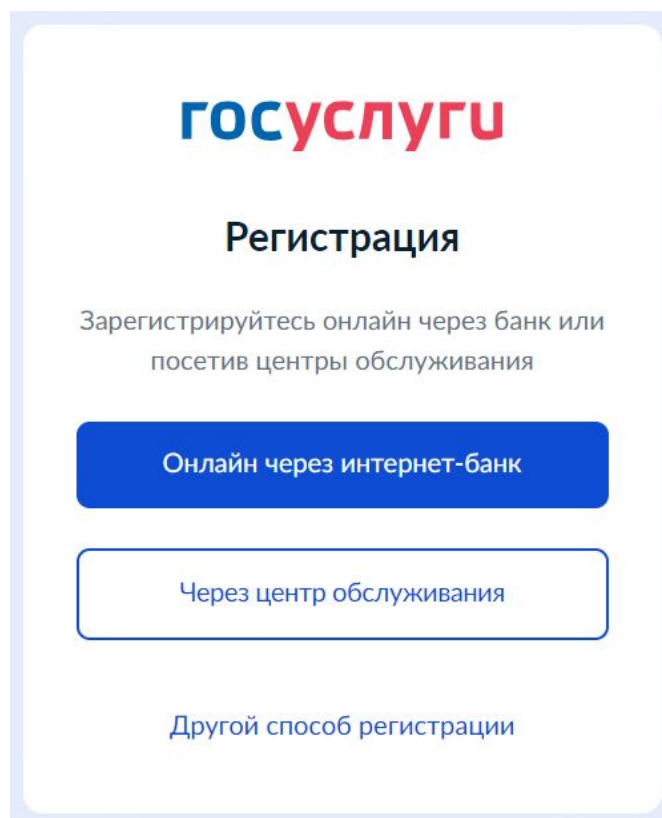 госуслуги
Регистрация
Зарегистрируйтесь онлайн через банк или
посетив центры обслуживания
Онлайн через интернет-банк
Через центр обслуживания
Другой способ регистрации